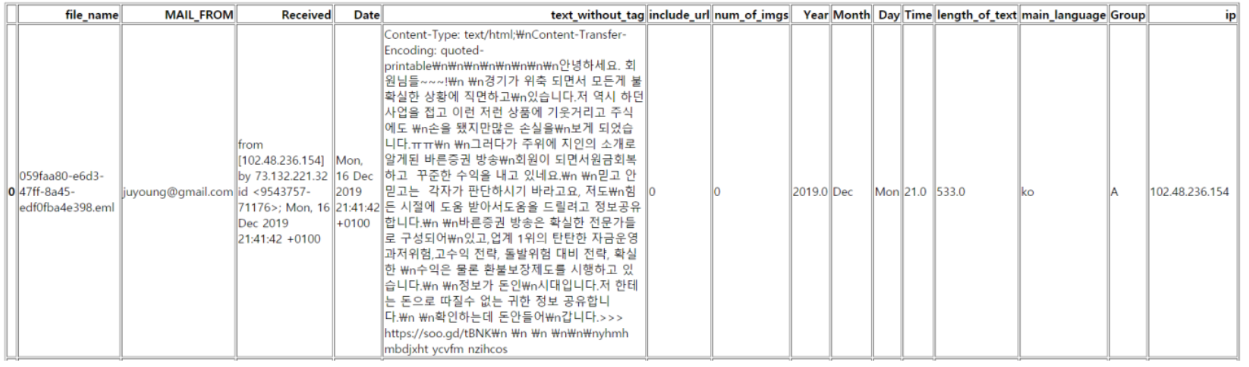 file_name MAIL_FROM Received Date text_without_tag include_url num_of_imgs Year Month Day Time length_of_text main_language Group ip
Content-Type: text/html;₩nContent-Transfer-
Encoding: quoted-
printable₩n₩n₩n₩n₩n₩n₩n안녕하세요. 회
원님들~~~!₩n ₩n경기가 위축 되면서 모든게 불
확실한 상황에 직면하고₩n있습니다.저 역시 하던
사업을 접고 이런 저런 상품에 기웃거리고 주식
에도 ₩n손을 됐지만많은 손실을₩n보게 되었습
니다.ㅠㅠ₩n ₩n그러다가 주위에 지인의 소개로
알게된 바른증권 방송₩n회원이 되면서원금회복
하고 꾸준한 수익을 내고 있네요.₩n ₩n믿고 안
믿고는 각자가 판단하시기 바라고요, 저도₩n힘
든 시절에 도움 받아서도움을 드릴려고 정보공유
합니다.₩n ₩n바른증권 방송은 확실한 전문가들
로 구성되어₩n있고,업계 1위의 탄탄한 자금운영
과저위험,고수익 전략, 돌발위험 대비 전략, 확실
한 ₩n수익은 물론 환불보장제도를 시행하고 있
습니다.₩n ₩n정보가 돈인₩n시대입니다.저 한테
는 돈으로 따질수 없는 귀한 정보 공유합니
다.₩n ₩n확인하는데 돈안들어₩n갑니다.>>>
https://soo.gd/tBNK₩n ₩n ₩n ₩n₩n₩nyhmh
mbdjxht ycvfm nzihcos
0
059faa80-e6d3-
47ff-8a45-
edf0fba4e398.eml
juyoung@gmail.com
from
[102.48.236.154]
by 73.132.221.32
id <9543757-
71176>; Mon, 16
Dec 2019
21:41:42 +0100
Mon,
16 Dec
2019
21:41:42
+0100
0 0 2019.0 Dec Mon 21.0 533.0 ko A 102.48.236.154